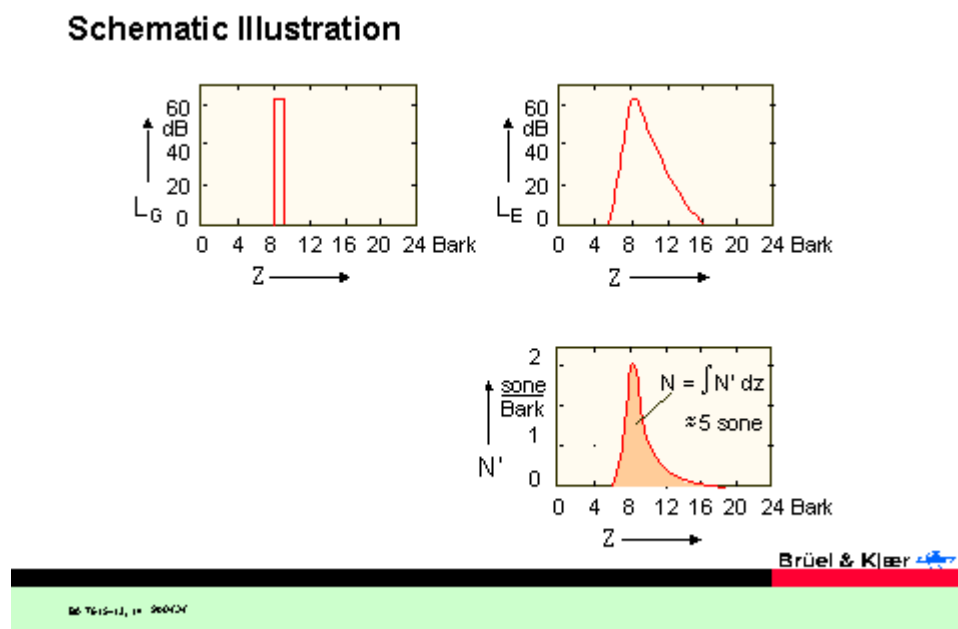 Schematic Illustration
60
dB
40
20
L_G 0
0 4 8 12 16 20 24 Bark
Z
60
dB
40
20
L_E 0
0 4 8 12 16 20 24 Bark
Z
2
sone
Bark
1
N'
0
N = ∫N' dz
≈5 sone
0 4 8 12 16 20 24 Bark
Z
Brüel & Kjær